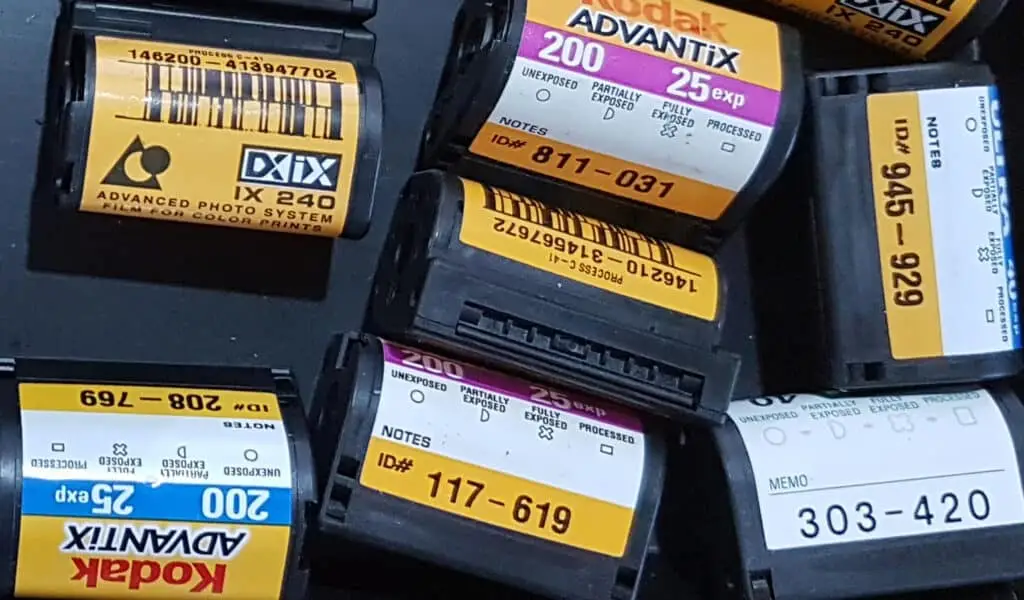 PROCESS C-41
146200-413947702
DXiX
IX 240
ADVANCED PHOTO SYSTEM
FILM FOR COLOR PRINTS
Kodak
ADVANTiX
200 25exp
UNEXPOSED PARTIALLY EXPOSED FULLY EXPOSED PROCESSED
NOTES
ID# 811-031
DXiX
IX 240
146210-314567672
PROCESS C-41
NOTES
UNEXPOSED PARTIALLY EXPOSED FULLY EXPOSED PROCESSED
ID# 945-929
Kodak
ADVANTiX
200 25exp
UNEXPOSED PARTIALLY EXPOSED FULLY EXPOSED PROCESSED
NOTES
ID# 208-769
200 25exp
UNEXPOSED PARTIALLY EXPOSED FULLY EXPOSED PROCESSED
NOTES
ID# 117-619
UNEXPOSED PARTIALLY EXPOSED FULLY EXPOSED PROCESSED
MEMO
303-420